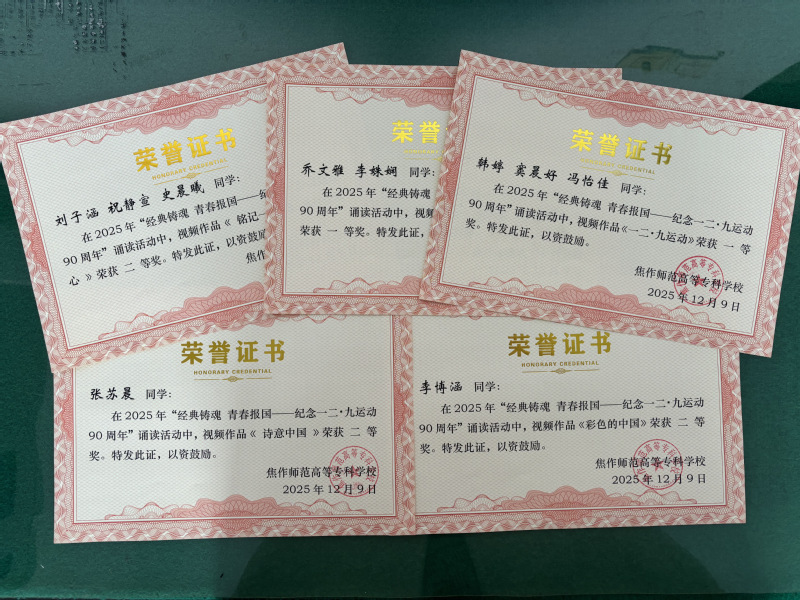 荣誉证书
HONORARY CREDENTIAL
刘子涵 祝静宣 史晨曦 同学:
在2025年“经典铸魂 青春报国——纪
90周年”诵读活动中,视频作品《 铭记一
心 》荣获 二 等奖。特发此证,以资鼓励。
焦作
荣誉
乔文雅 李姝娴 同学:
在2025年“经典铸魂
90周年”诵读活动中,视频
荣获 一 等奖。特发此证,
荣誉证书
HONORARY CREDENTIAL
韩婷 窦晨好 冯怡佳 同学:
在2025年“经典铸魂 青春报国——纪念一二·九运动
90周年”诵读活动中,视频作品《一二·九运动》荣获 一 等
奖。特发此证,以资鼓励。
焦作师范高等专科学校
2025年12月9日
荣誉证书
HONORARY CREDENTIAL
张苏晨 同学:
在2025年“经典铸魂 青春报国——纪念一二·九运动
90周年”诵读活动中,视频作品《 诗意中国 》荣获 二 等
奖。特发此证,以资鼓励。
焦作师范高等专科学校
2025年12月9日
荣誉证书
HONORARY CREDENTIAL
李博涵 同学:
在2025年“经典铸魂 青春报国——纪念一二·九运动
90周年”诵读活动中,视频作品《彩色的中国》荣获 二 等
奖。特发此证,以资鼓励。
焦作师范高等专科学校
2025年12月9日